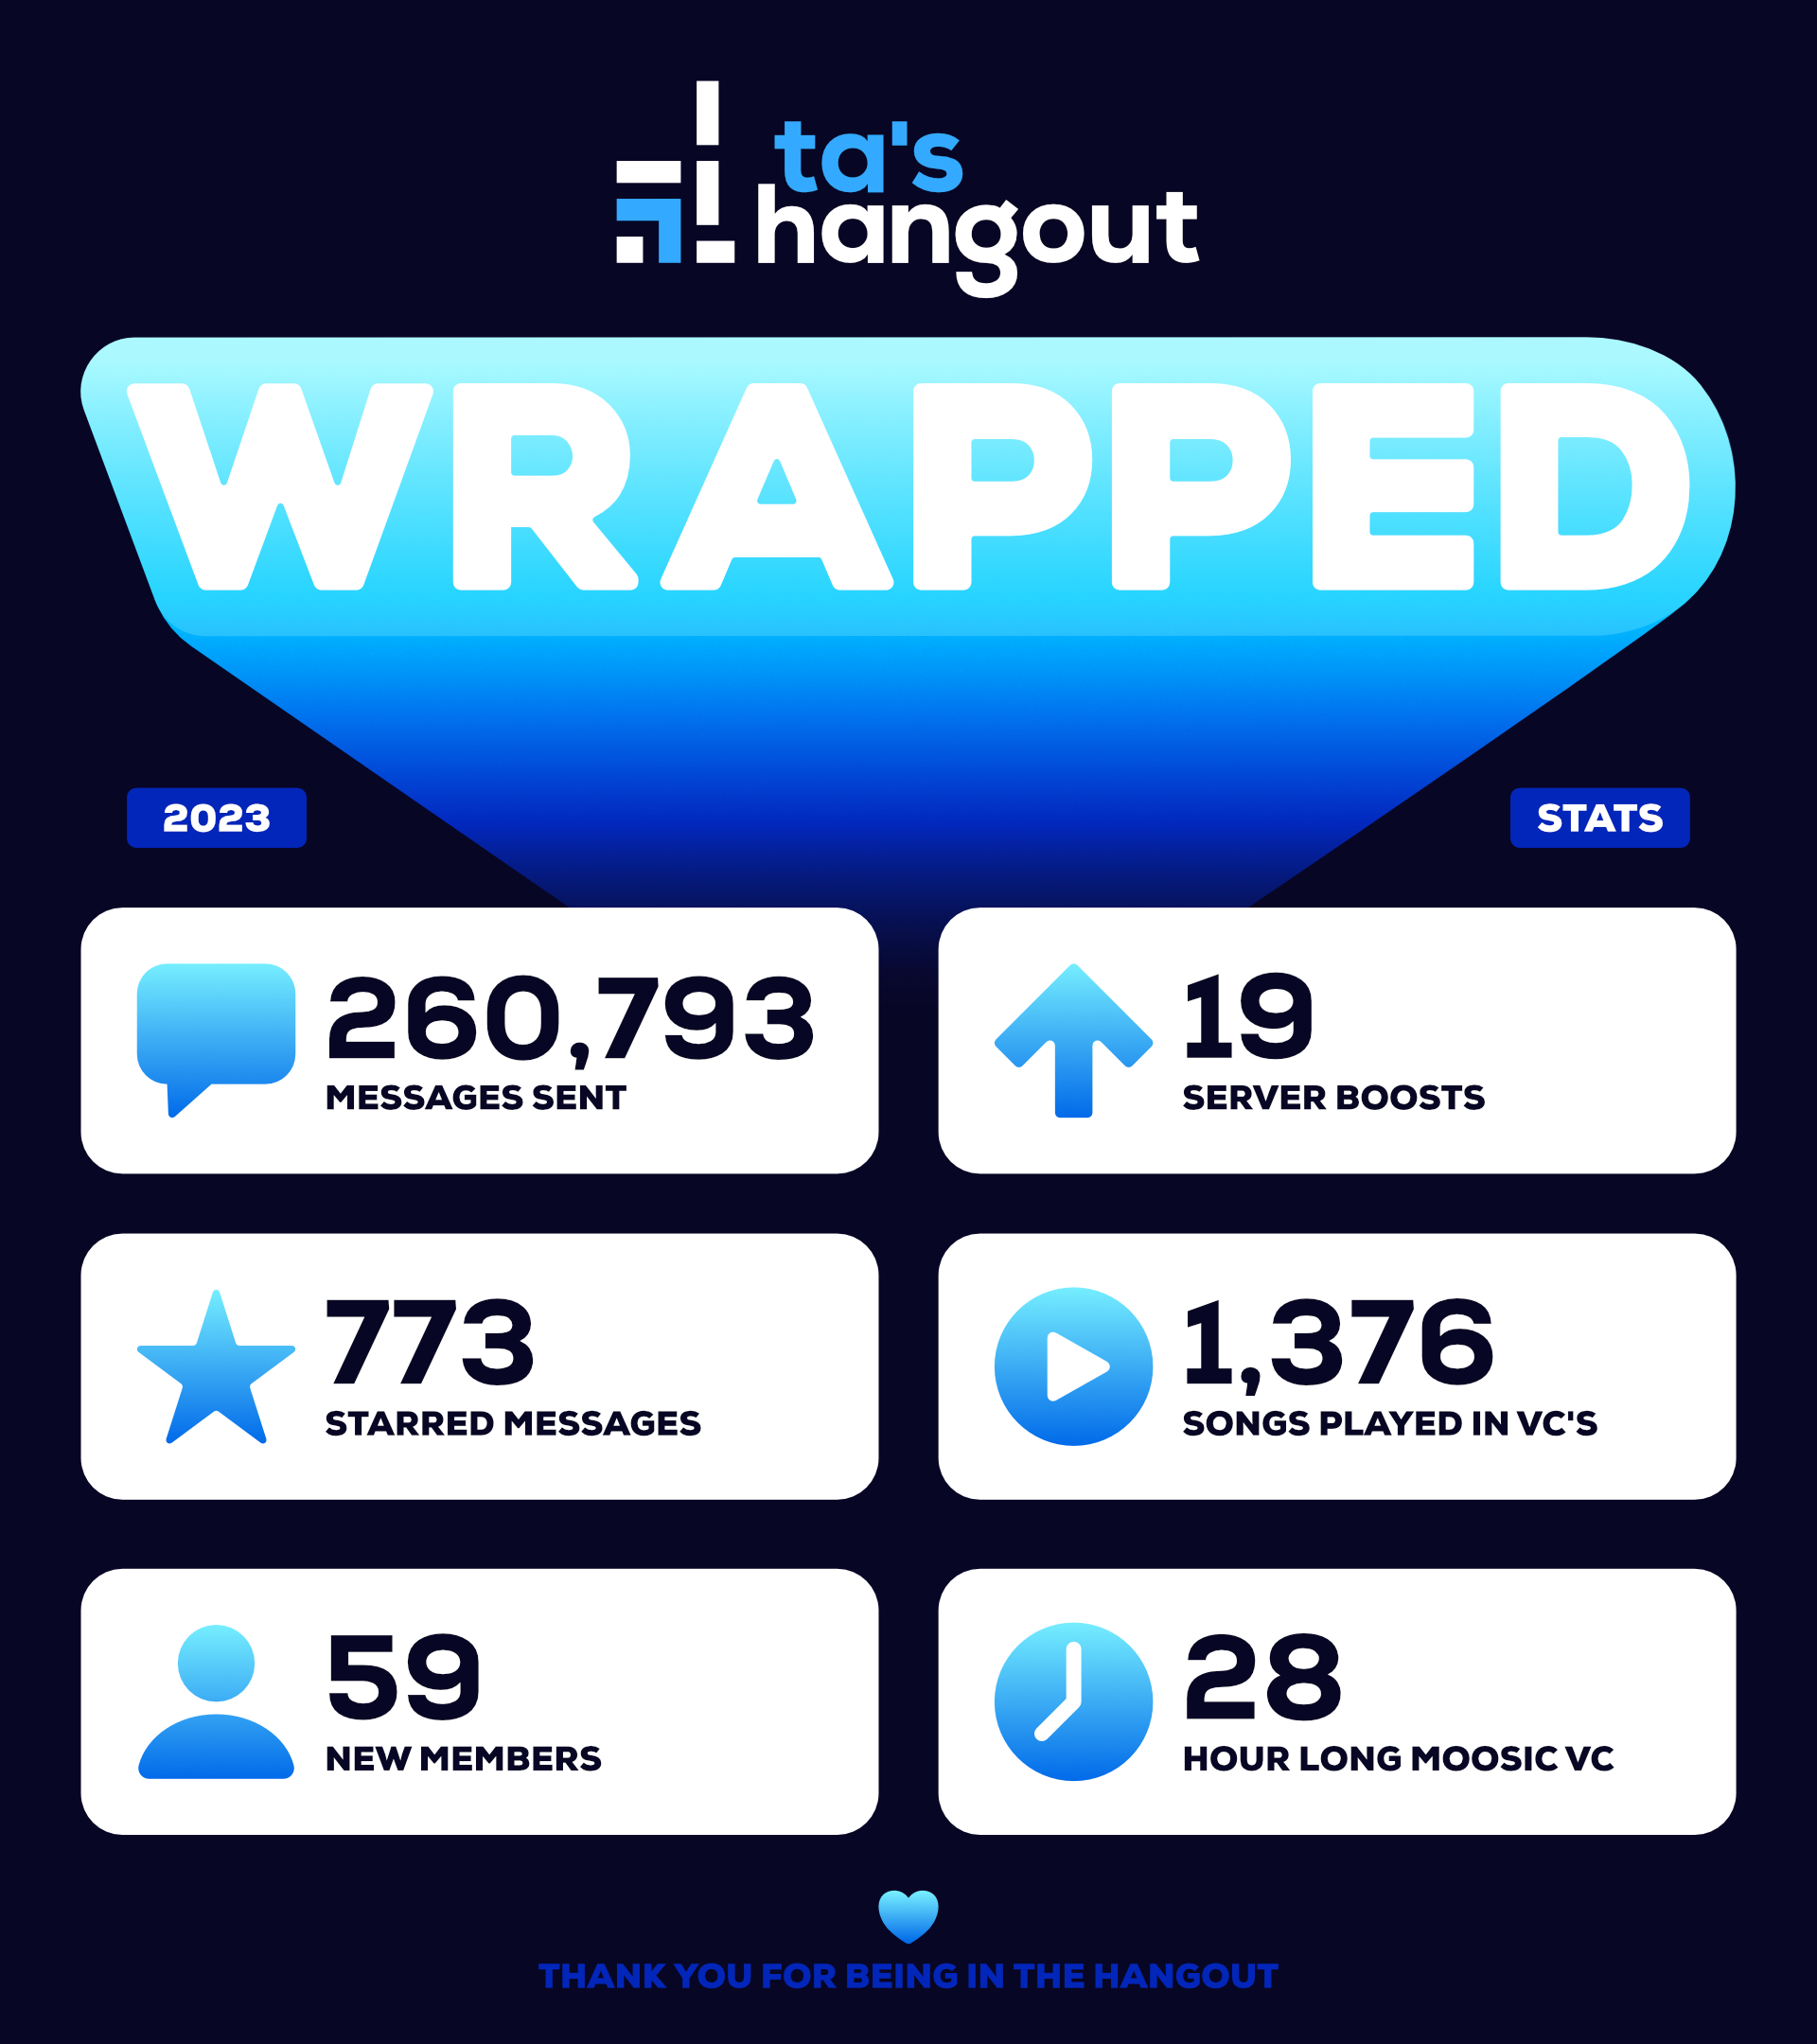 ta's
hangout
WRAPPED
2023
STATS
260,793
MESSAGES SENT
19
SERVER BOOSTS
773
STARRED MESSAGES
1,376
SONGS PLAYED IN VC'S
59
NEW MEMBERS
28
HOUR LONG MOOSIC VC
THANK YOU FOR BEING IN THE HANGOUT